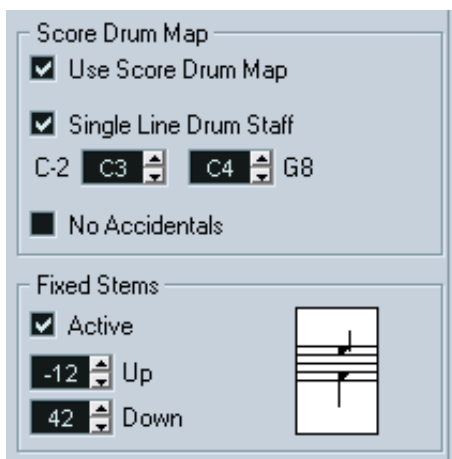 Score Drum Map
Use Score Drum Map
Single Line Drum Staff
C-2 C3 C4 G8
No Accidentals
Fixed Stems
Active
-12 Up
42 Down